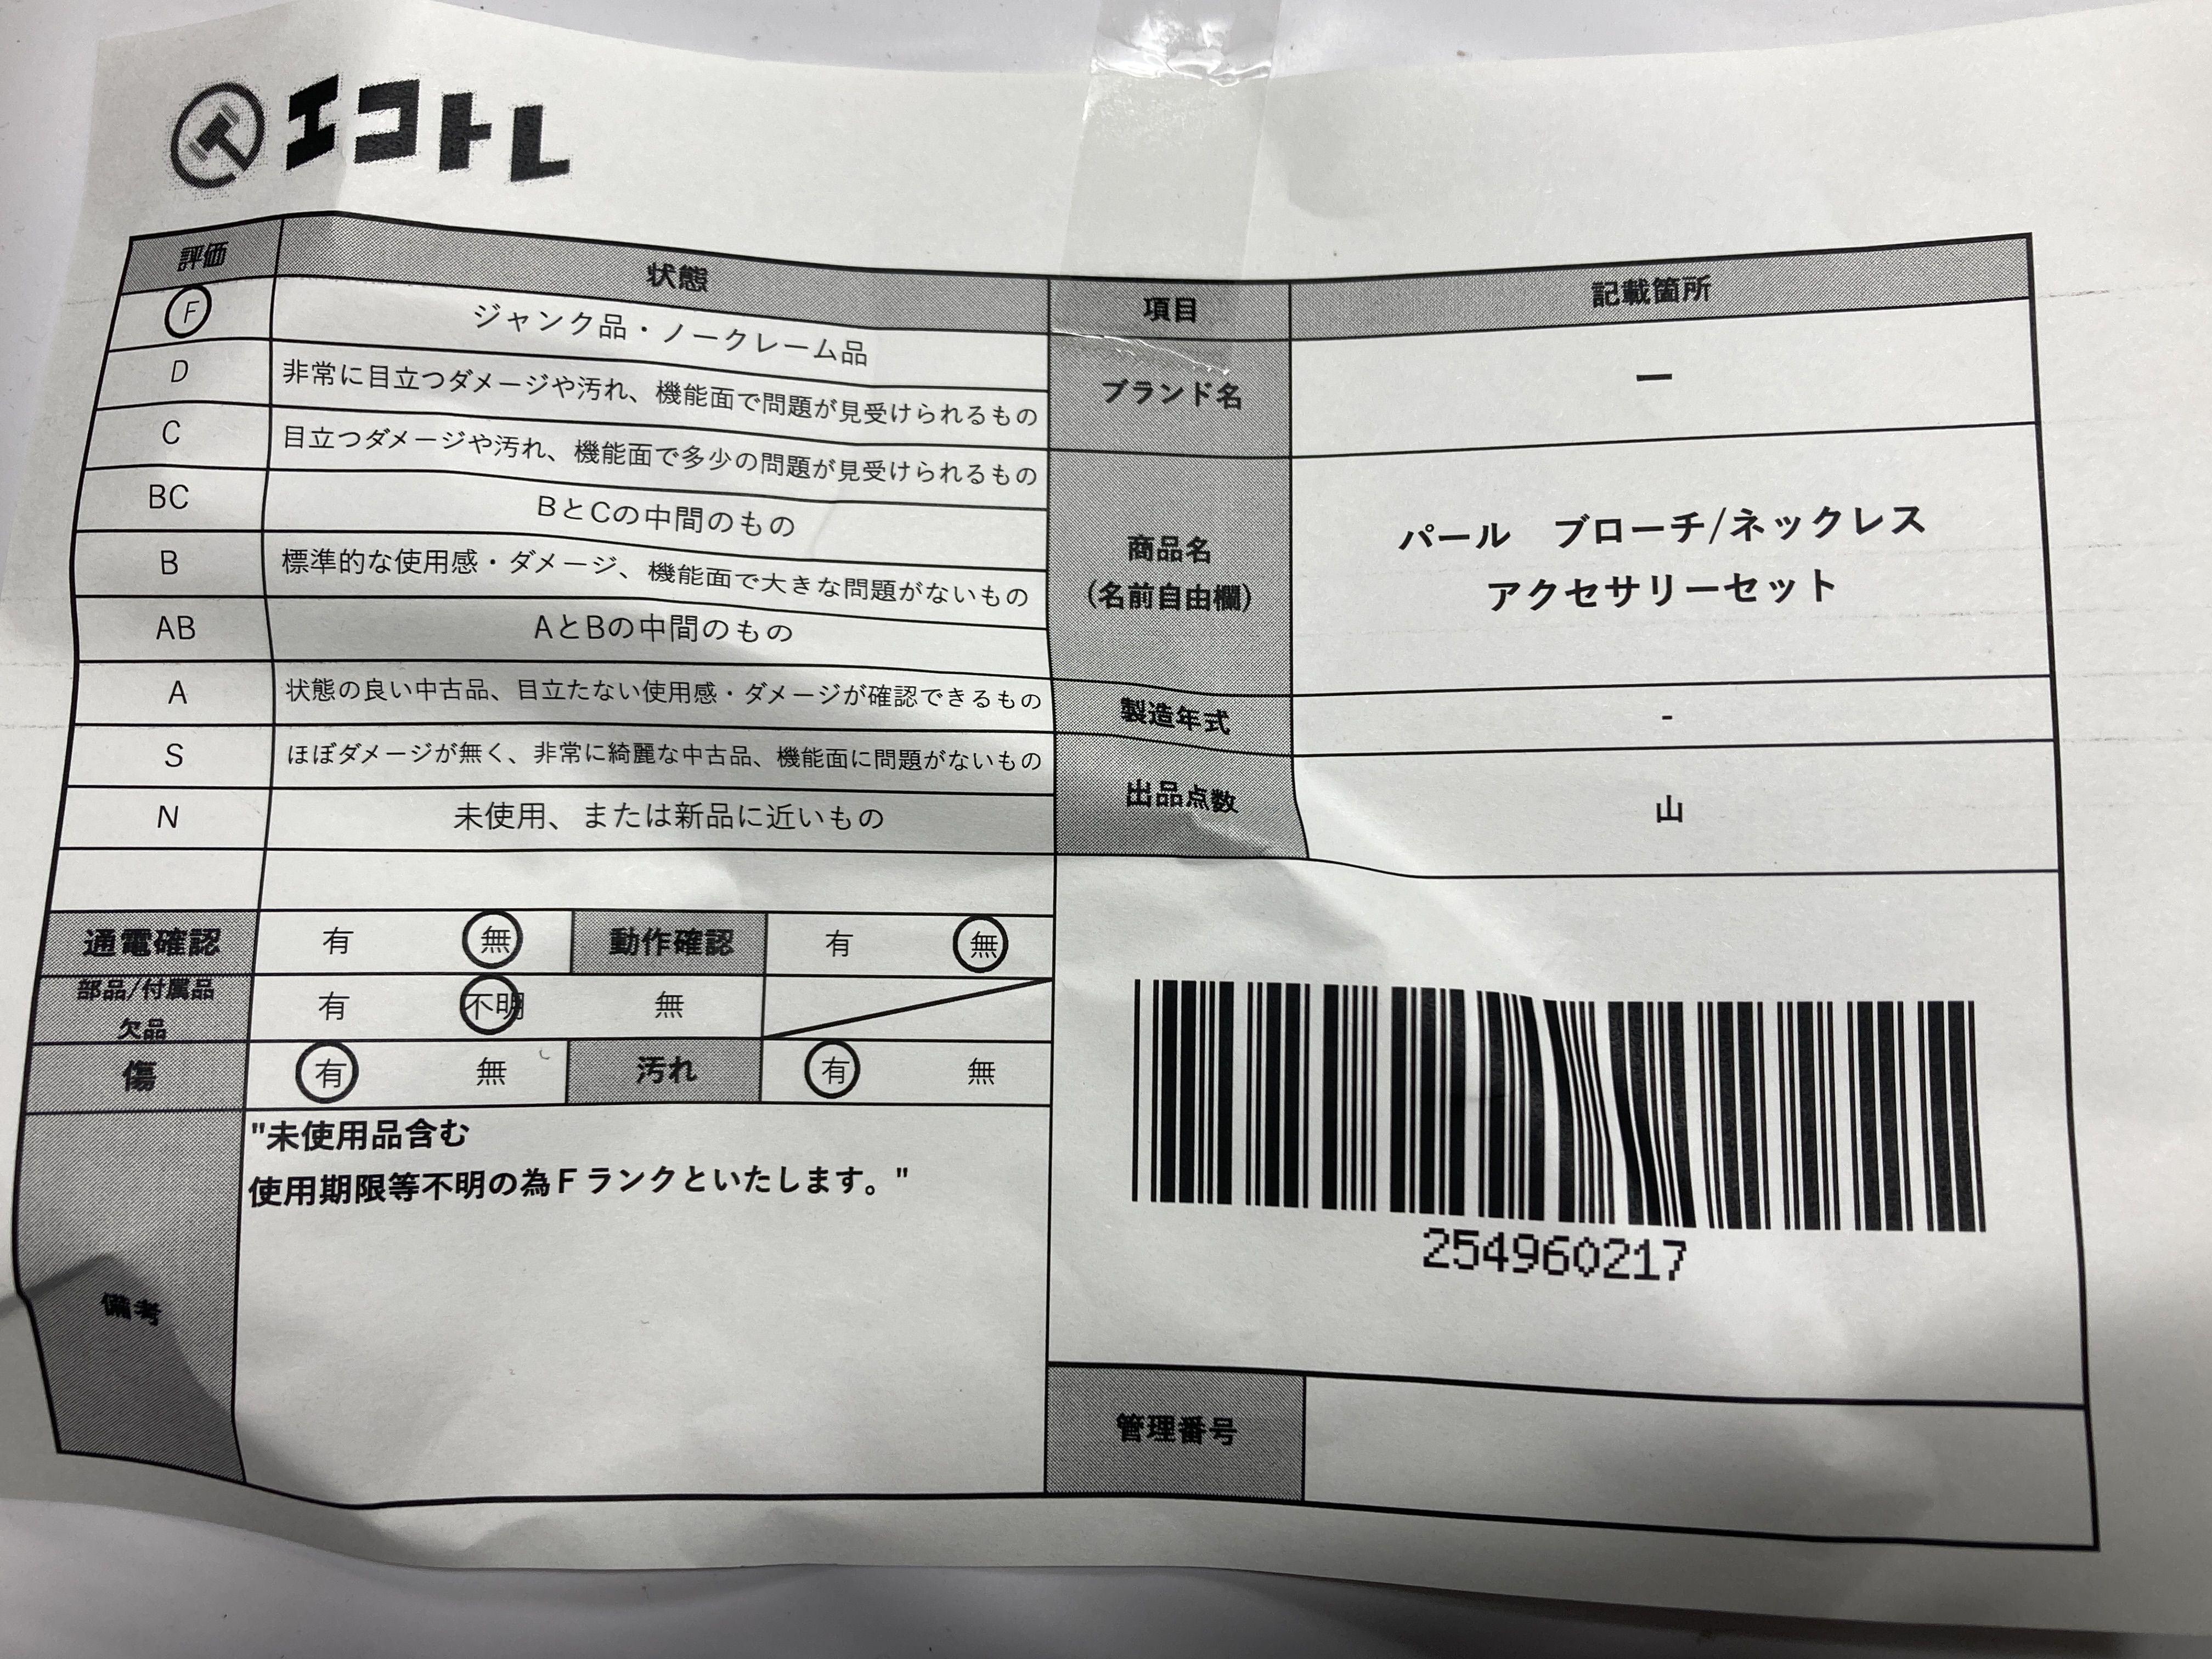 エコトレ
評価 状態
F ジャンク品・ノークレーム品
D 非常に目立つダメージや汚れ、機能面で問題が見受けられるもの
C 目立つダメージや汚れ、機能面で多少の問題が見受けられるもの
BC BとCの中間のもの
B 標準的な使用感・ダメージ、機能面で大きな問題がないもの
AB AとBの中間のもの
A 状態の良い中古品、目立たない使用感・ダメージが確認できるもの
S ほぼダメージが無く、非常に綺麗な中古品、機能面に問題がないもの
N 未使用、または新品に近いもの
通電確認 有 無 動作確認 有 無
部品/付属品
欠品
有 不明 無
傷 有 無 汚れ 有 無
備考
"未使用品含む
使用期限等不明の為Fランクといたします。"
項目 記載箇所
ブランド名 ー
商品名
(名前自由欄)
パール ブローチ/ネックレス
アクセサリーセット
製造年式 -
出品点数 山
254960217
管理番号